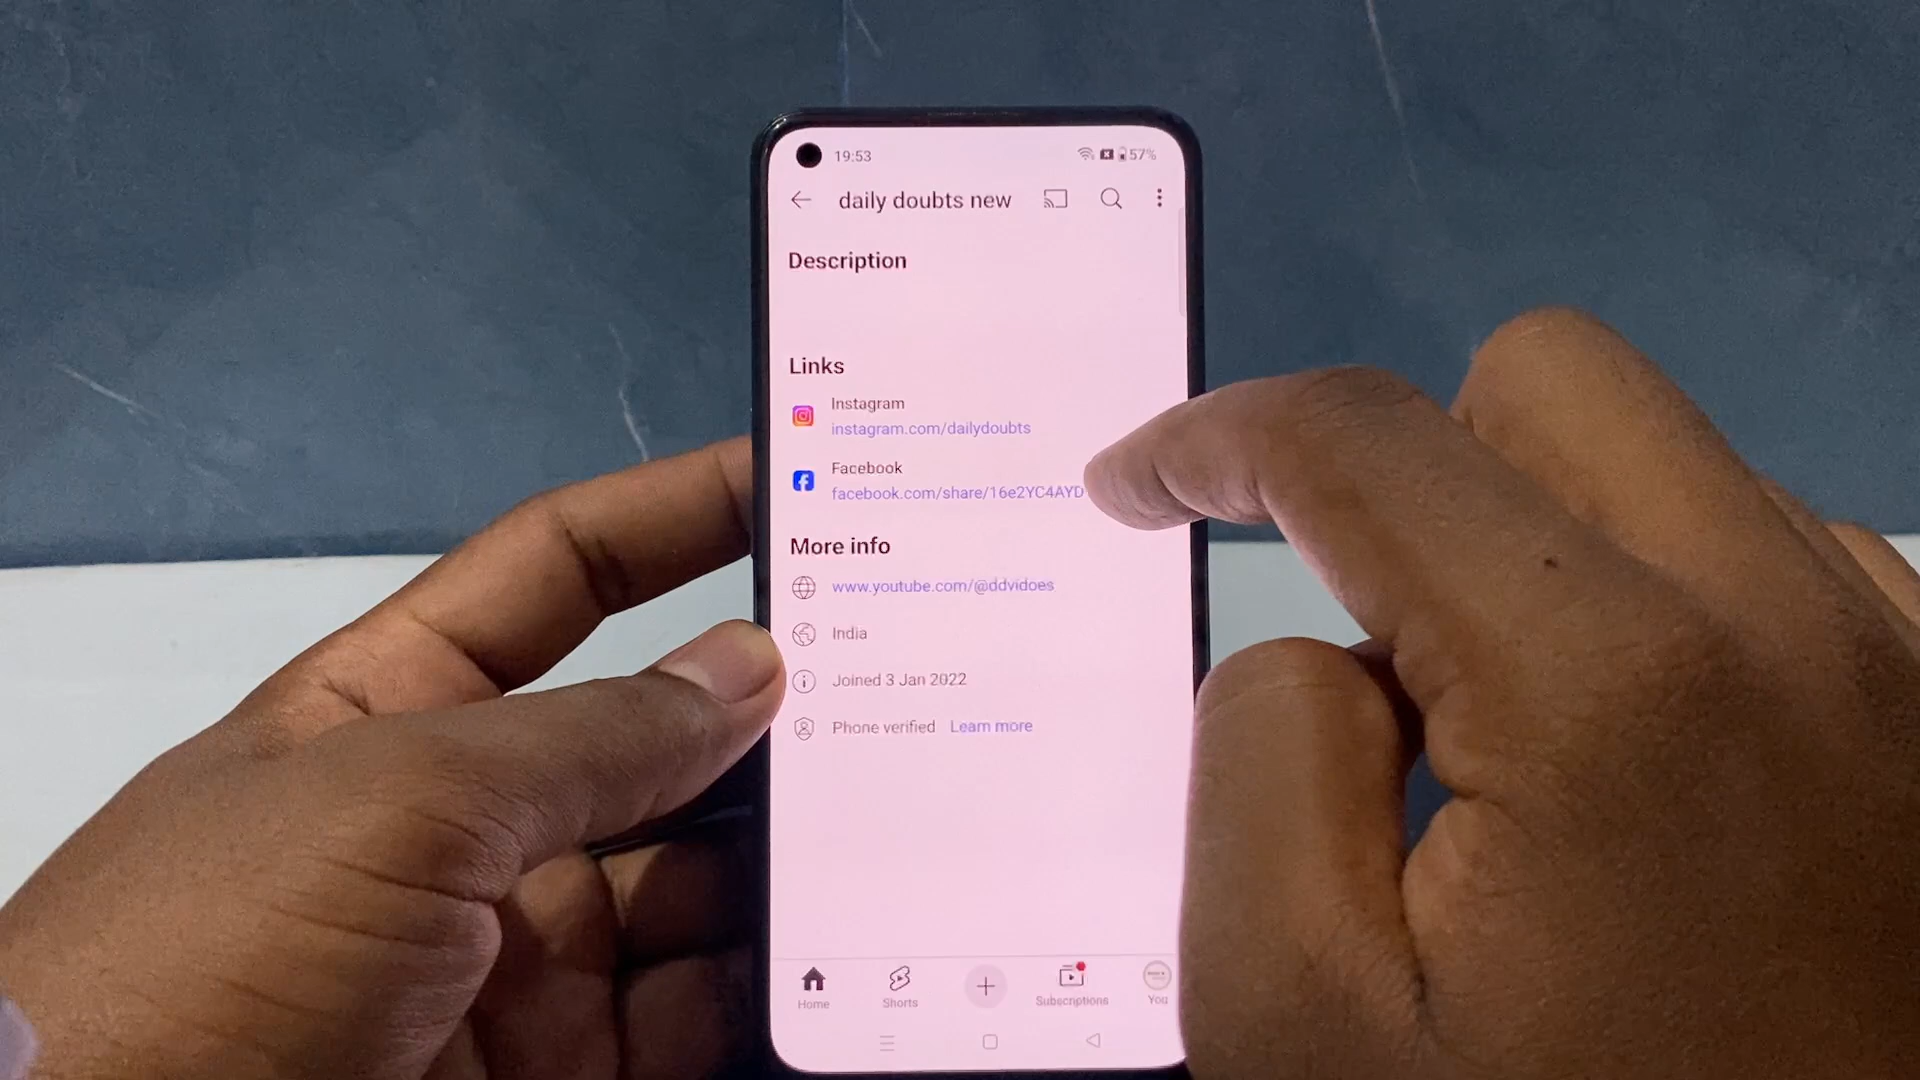 19:53
57%
daily doubts new
Description
Links
Instagram
instagram.com/dailydoubts
Facebook
facebook.com/share/16e2YC4AYD
More info
www.youtube.com/@ddvidoes
India
Joined 3 Jan 2022
Phone verified Learn more
Home
Shorts
Subscriptions
You